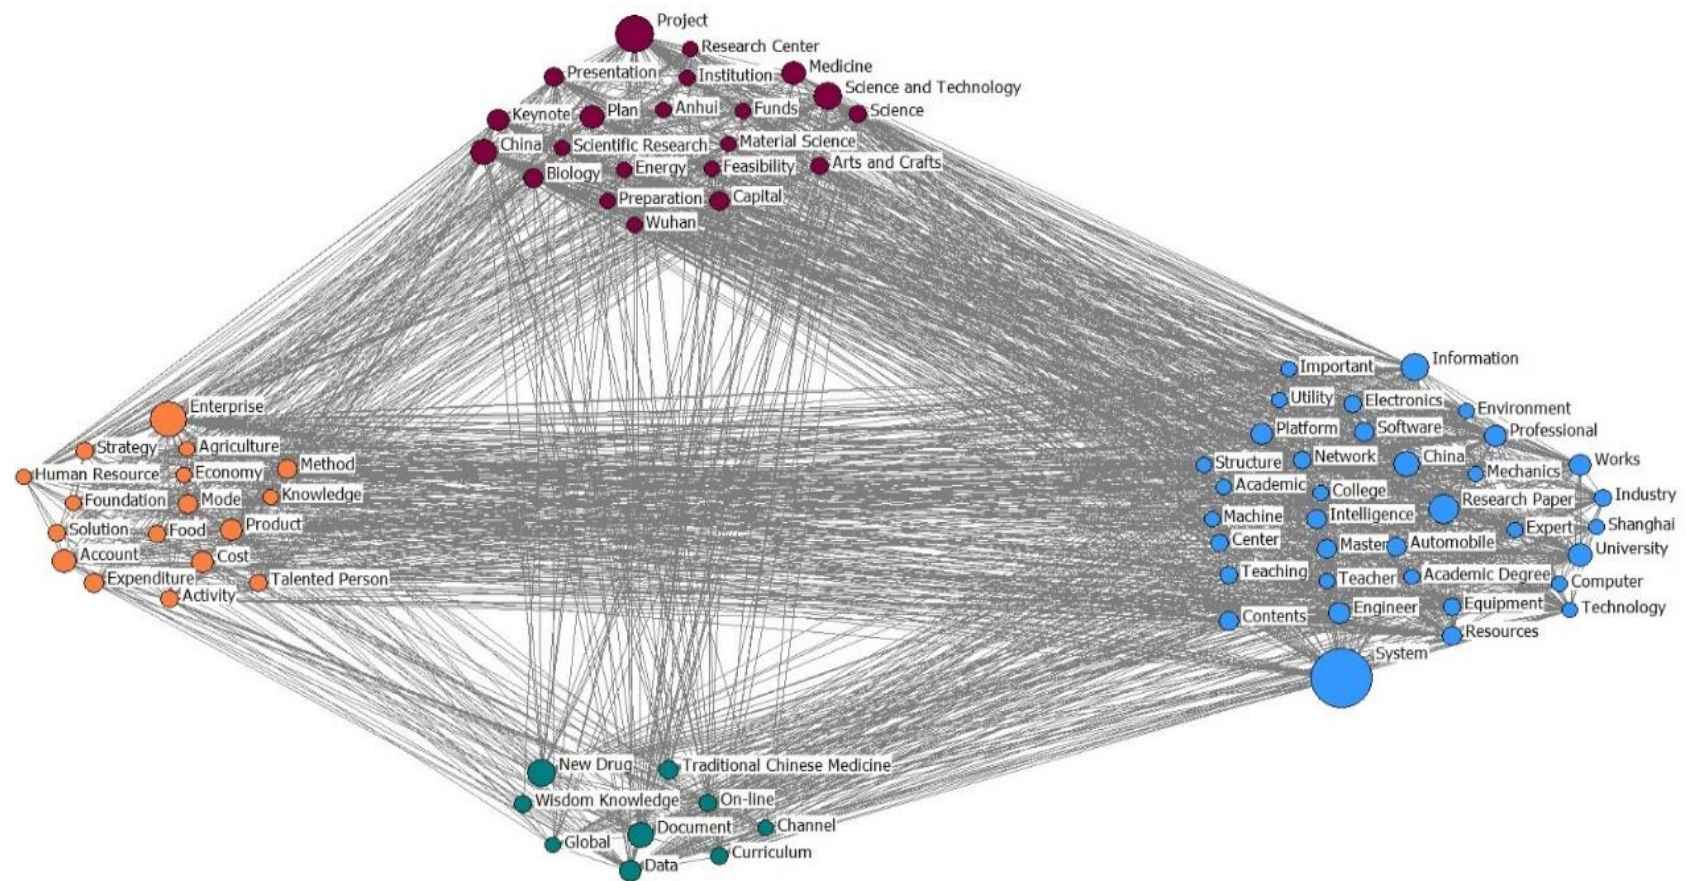 Project
Research Center
Presentation
Institution
Medicine
Science and Technology
Keynote
Plan
Anhui
Funds
Science
China
Scientific Research
Material Science
Biology
Energy
Feasibility
Arts and Crafts
Preparation
Capital
Wuhan
Enterprise
Strategy
Agriculture
Human Resource
Economy
Method
Foundation
Mode
Knowledge
Solution
Food
Product
Account
Cost
Expenditure
Talented Person
Activity
Important
Information
Utility
Electronics
Environment
Platform
Software
Professional
Structure
Network
China
Mechanics
Works
Academic
College
Research Paper
Industry
Machine
Intelligence
Expert
Shanghai
Center
Master
Automobile
University
Teaching
Teacher
Academic Degree
Computer
Contents
Engineer
Equipment
Technology
Resources
System
New Drug
Traditional Chinese Medicine
Wisdom Knowledge
On-line
Document
Channel
Global
Curriculum
Data